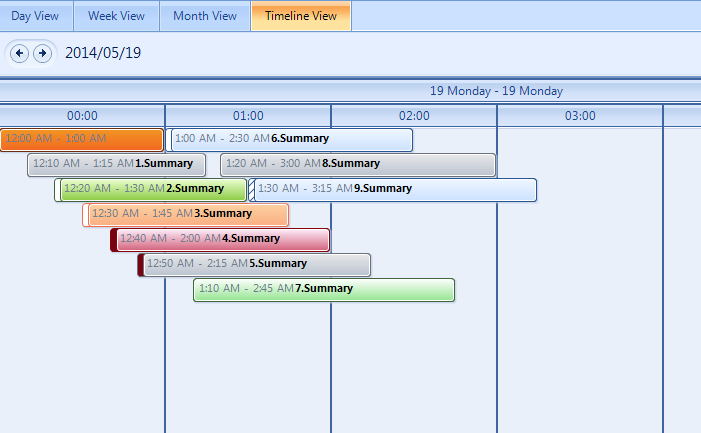 Day View Week View Month View Timeline View
2014/05/19
19 Monday - 19 Monday
00:00 01:00 02:00 03:00
12:00 AM - 1:00 AM 1:00 AM - 2:30 AM 6.Summary
12:10 AM - 1:15 AM 1.Summary 1:20 AM - 3:00 AM 8.Summary
12:20 AM - 1:30 AM 2.Summary 1:30 AM - 3:15 AM 9.Summary
12:30 AM - 1:45 AM 3.Summary
12:40 AM - 2:00 AM 4.Summary
12:50 AM - 2:15 AM 5.Summary
1:10 AM - 2:45 AM 7.Summary